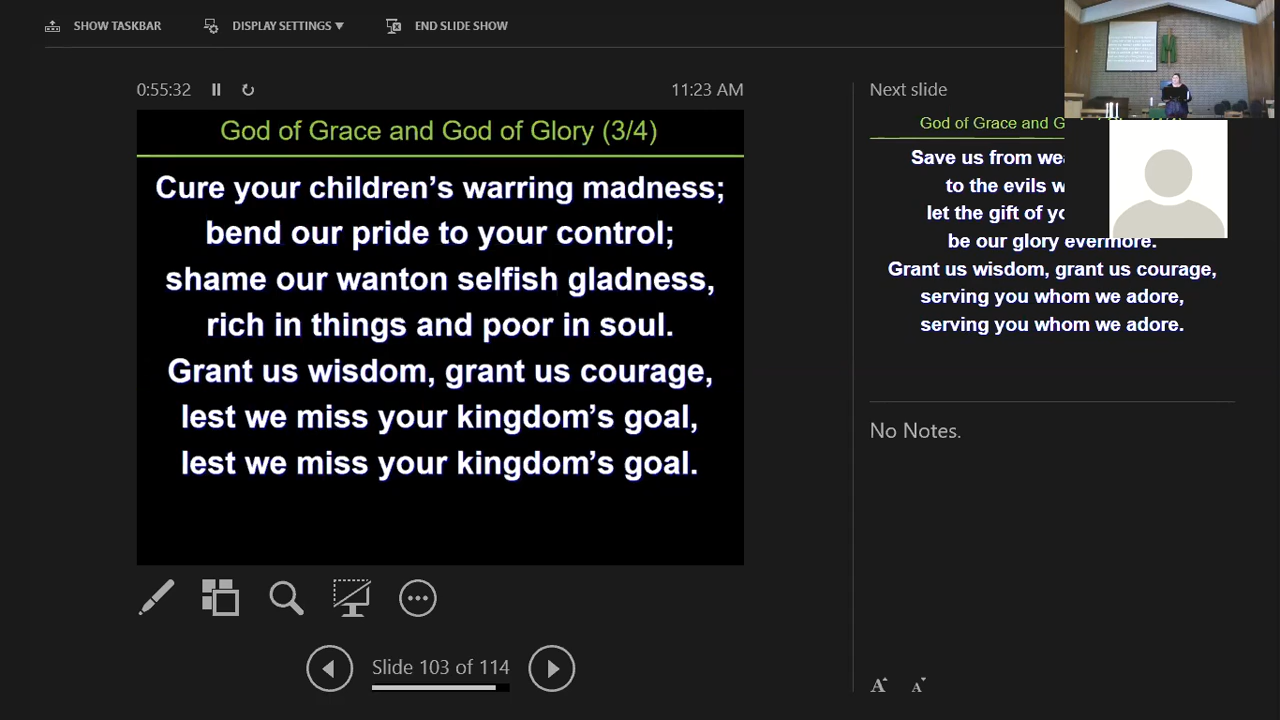 SHOW TASKBAR
DISPLAY SETTINGS ▼
END SLIDE SHOW
0:55:32
11:23 AM
God of Grace and God of Glory (3/4)
Cure your children’s warring madness;
bend our pride to your control;
shame our wanton selfish gladness,
rich in things and poor in soul.
Grant us wisdom, grant us courage,
lest we miss your kingdom’s goal,
lest we miss your kingdom’s goal.
Slide 103 of 114
Next slide
God of Grace and G
Save us from
to the evils
let the gift of
be our glory evermore.
Grant us wisdom, grant us courage,
serving you whom we adore,
serving you whom we adore.
No Notes.
A A
M